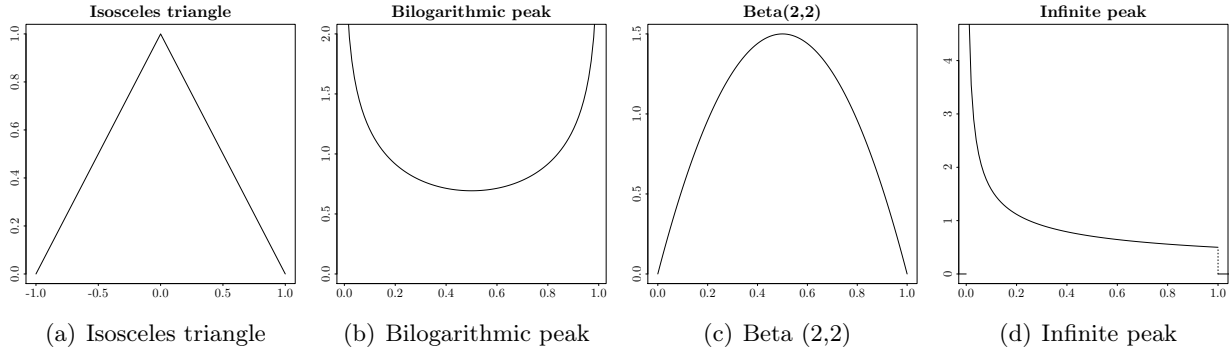 Isosceles triangle
0.0 0.2 0.4 0.6 0.8 1.0
-1.0 -0.5 0.0 0.5 1.0
(a) Isosceles triangle
Bilogarithmic peak
0.0 0.5 1.0 1.5 2.0
0.0 0.2 0.4 0.6 0.8 1.0
(b) Bilogarithmic peak
Beta(2,2)
0.0 0.5 1.0 1.5
0.0 0.2 0.4 0.6 0.8 1.0
(c) Beta (2,2)
Infinite peak
0 1 2 3 4
0.0 0.2 0.4 0.6 0.8 1.0
(d) Infinite peak